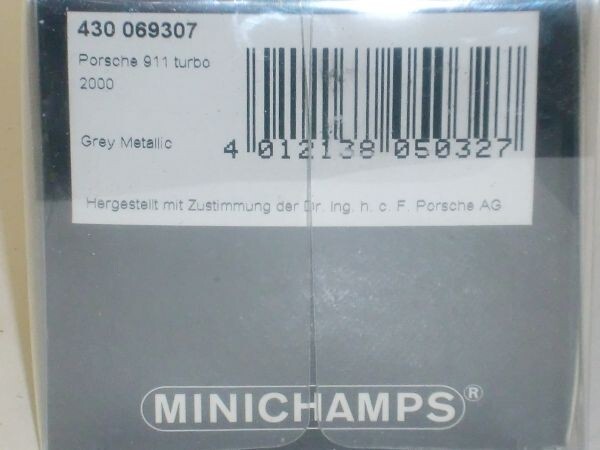 430 069307
Porsche 911 turbo
2000
Grey Metallic
4 012138 050327
Hergestellt mit Zustimmung der Dr. Ing. h. c. F. Porsche AG
MINICHAMPS®